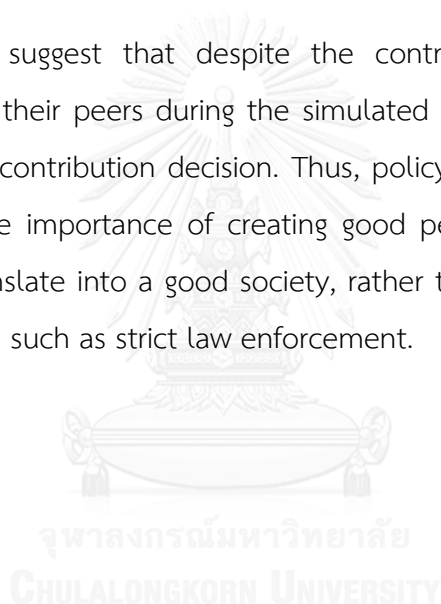 suggest that despite the contr
their peers during the simulated
contribution decision. Thus, policy
e importance of creating good pe
nslate into a good society, rather t
such as strict law enforcement.
จุฬาลงกรณ์มหาวิทยาลัย
CHULALONGKORN UNIVERSITY